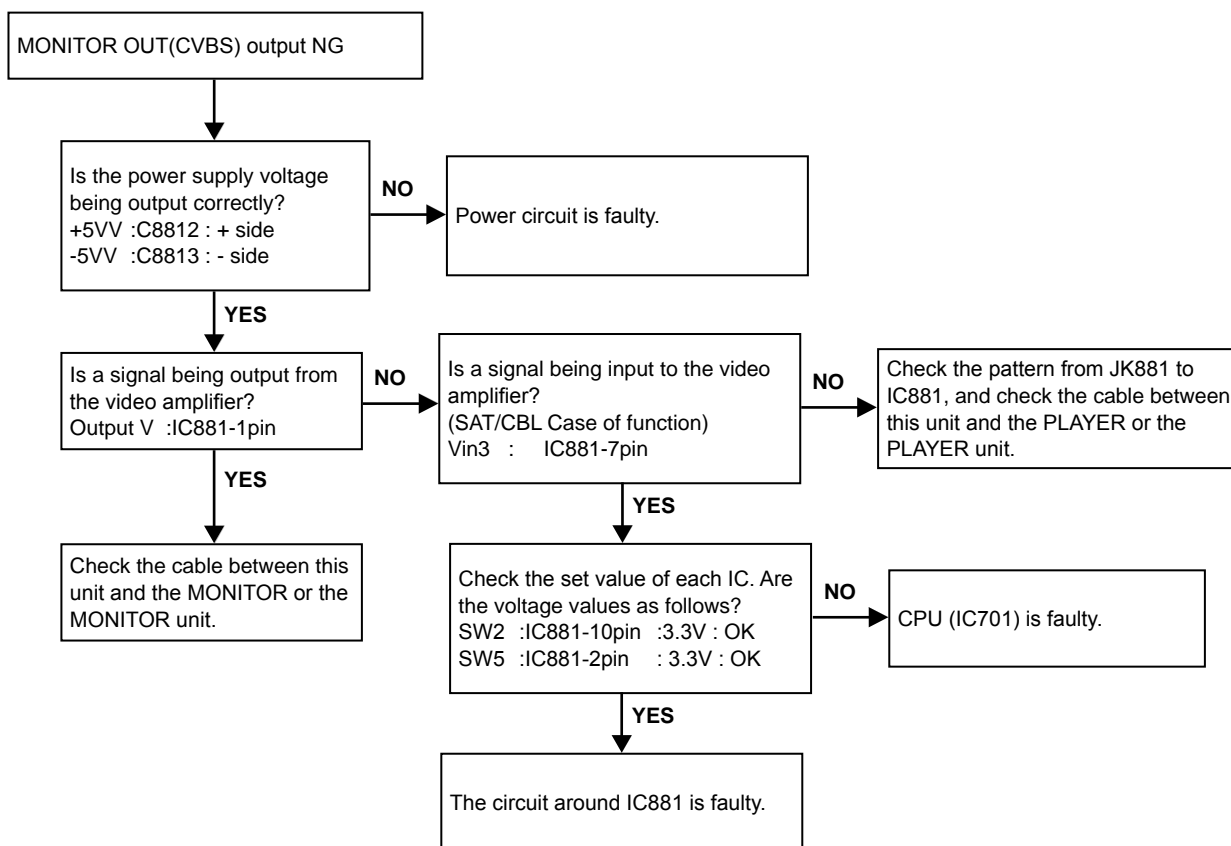 MONITOR OUT(CVBS) output NG
Is the power supply voltage
being output correctly?
+5VV :C8812 : + side
-5VV :C8813 : - side
NO
Power circuit is faulty.
YES
Is a signal being output from
the video amplifier?
Output V :IC881-1pin
NO
Is a signal being input to the video
amplifier?
(SAT/CBL Case of function)
Vin3 : IC881-7pin
NO
Check the pattern from JK881 to
IC881, and check the cable between
this unit and the PLAYER or the
PLAYER unit.
YES
YES
Check the cable between this
unit and the MONITOR or the
MONITOR unit.
Check the set value of each IC. Are
the voltage values as follows?
SW2 :IC881-10pin :3.3V : OK
SW5 :IC881-2pin : 3.3V : OK
NO
CPU (IC701) is faulty.
YES
The circuit around IC881 is faulty.